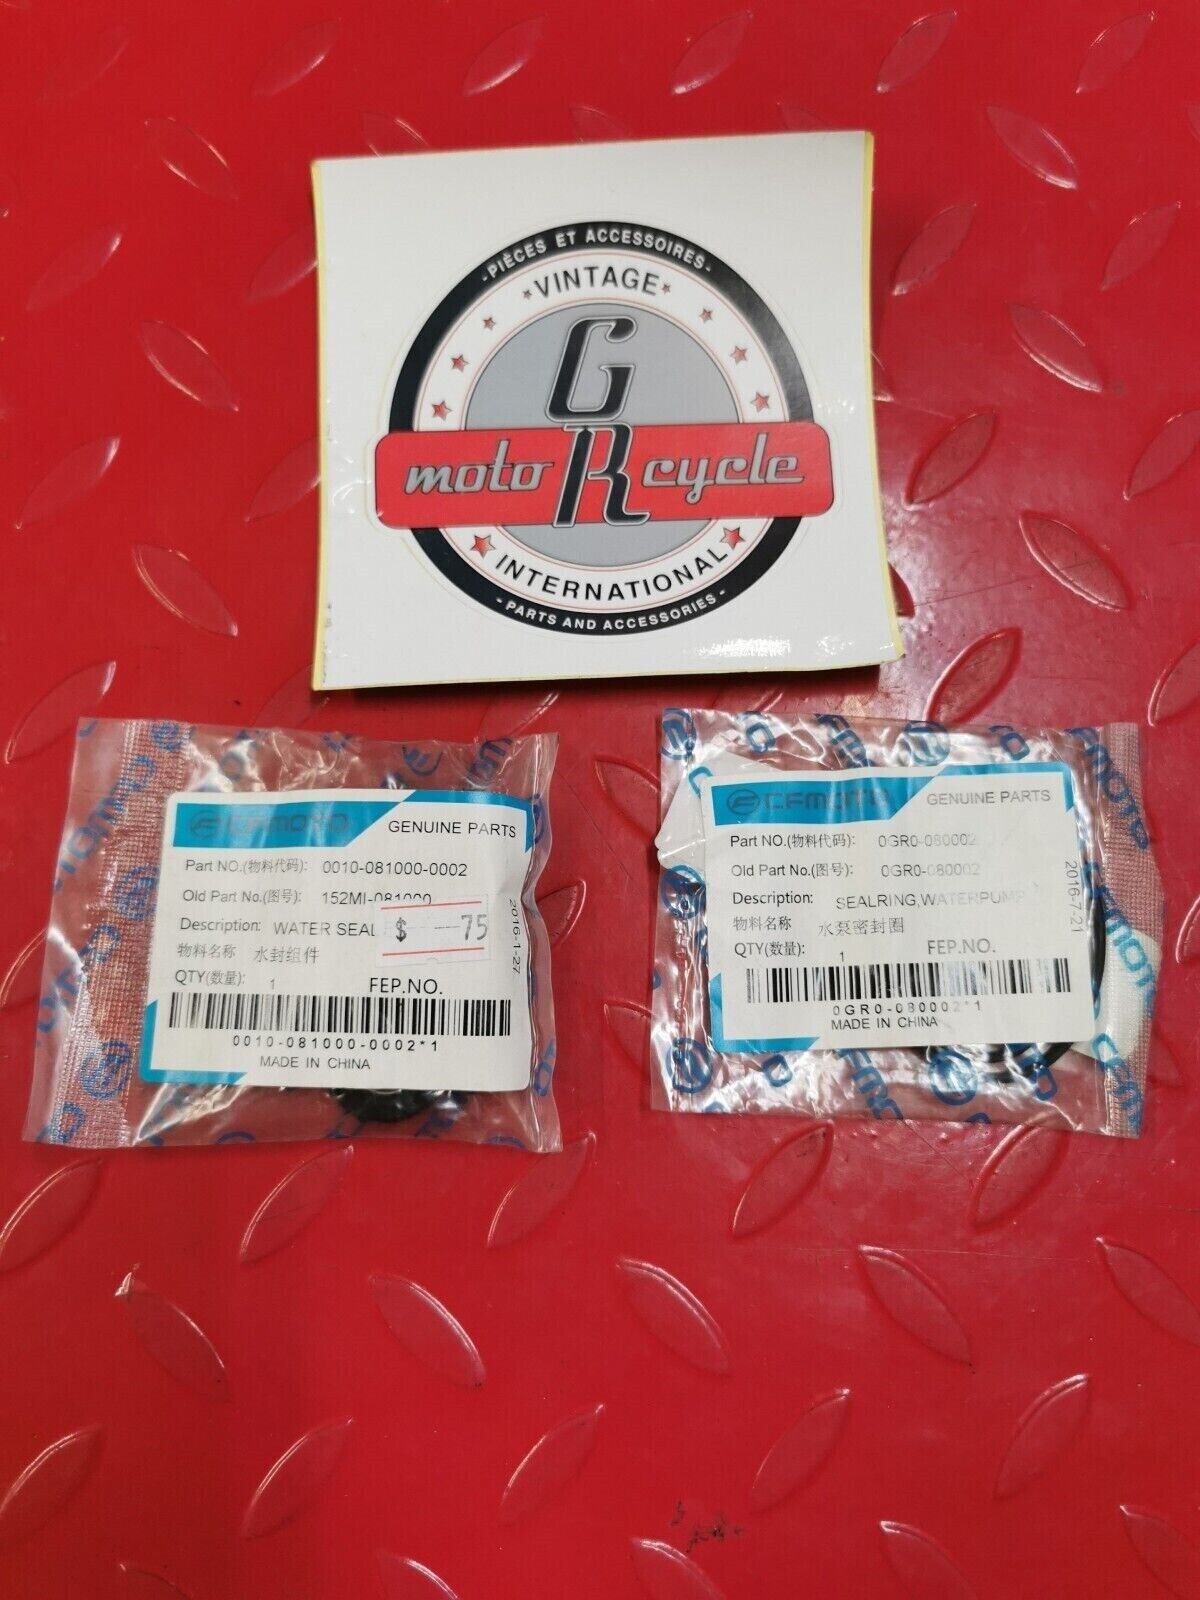 -PIÈCES ET ACCESSOIRES-
VINTAGE
G
moto R cycle
INTERNATIONAL
-PARTS AND ACCESSORIES-
CFMOTO GENUINE PARTS
Part NO.(物料代码): 0010-081000-0002
Old Part No.(图号): 152MI-081000
Description: WATER SEAL
$ 75
物料名称 水封组件
QTY(数量): 1 FEP.NO.
0010-081000-0002*1
MADE IN CHINA
2016-1-27
CFMOTO GENUINE PARTS
Part NO.(物料代码): 0GR0-080002
Old Part No.(图号): 0GR0-080002
Description: SEALRING,WATERPUMP
物料名称 水泵密封圈
QTY(数量): 1 FEP.NO.
0GR0-080002*1
MADE IN CHINA
2016-7-21